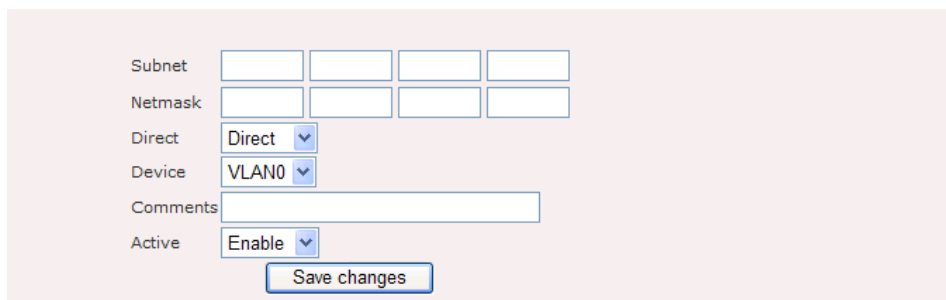 Subnet
Netmask
Direct Direct
Device VLAN0
Comments
Active Enable
Save changes